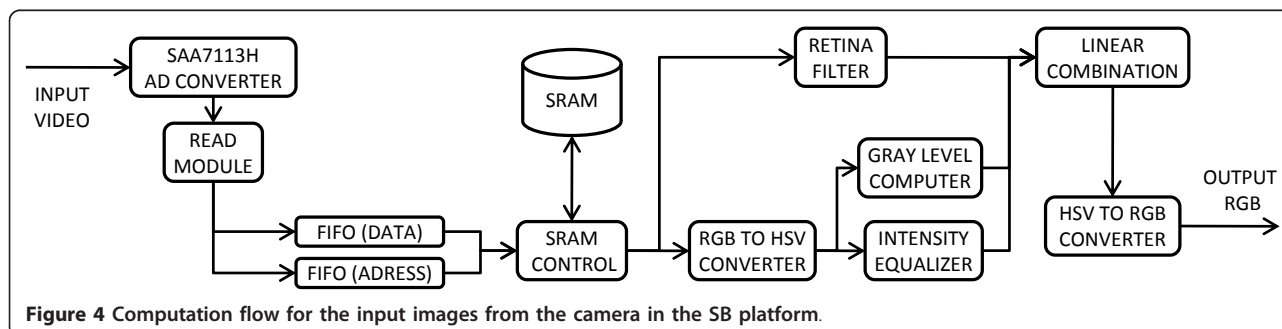 INPUT
VIDEO
SAA7113H
AD CONVERTER
READ
MODULE
FIFO (DATA)
FIFO (ADRESS)
SRAM
SRAM
CONTROL
RETINA
FILTER
RGB TO HSV
CONVERTER
GRAY LEVEL
COMPUTER
INTENSITY
EQUALIZER
LINEAR
COMBINATION
HSV TO RGB
CONVERTER
OUTPUT
RGB
Figure 4 Computation flow for the input images from the camera in the SB platform.